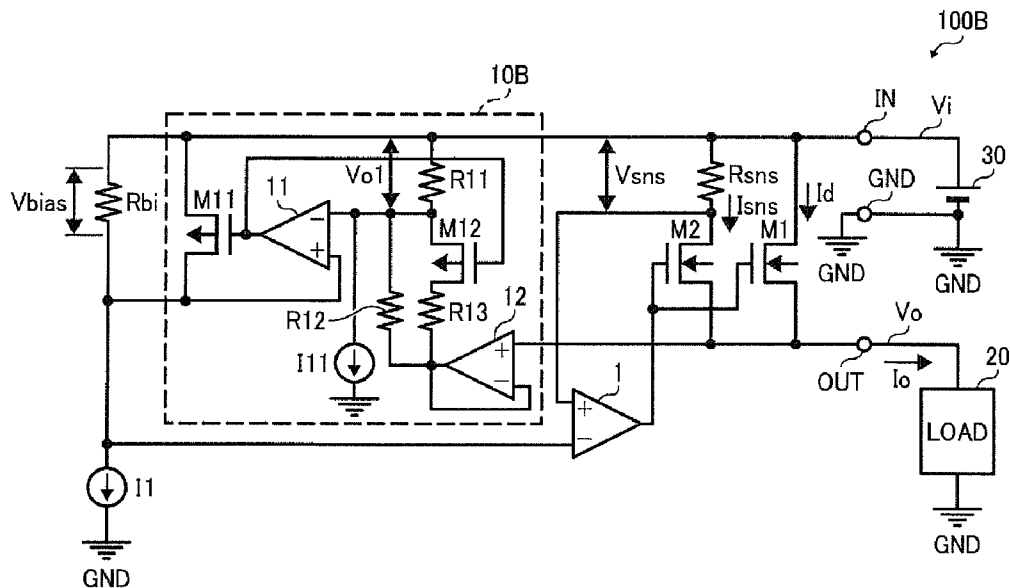 100B
10B
IN
Vi
Vbias
Rbi
M11
11
−
+
Vo1
R11
M12
Vsns
Rsns
Isns
Id
M2
M1
GND
30
GND
GND
R12
R13
12
+
−
I11
1
+
−
Vo
OUT
Io
20
LOAD
I1
GND
GND